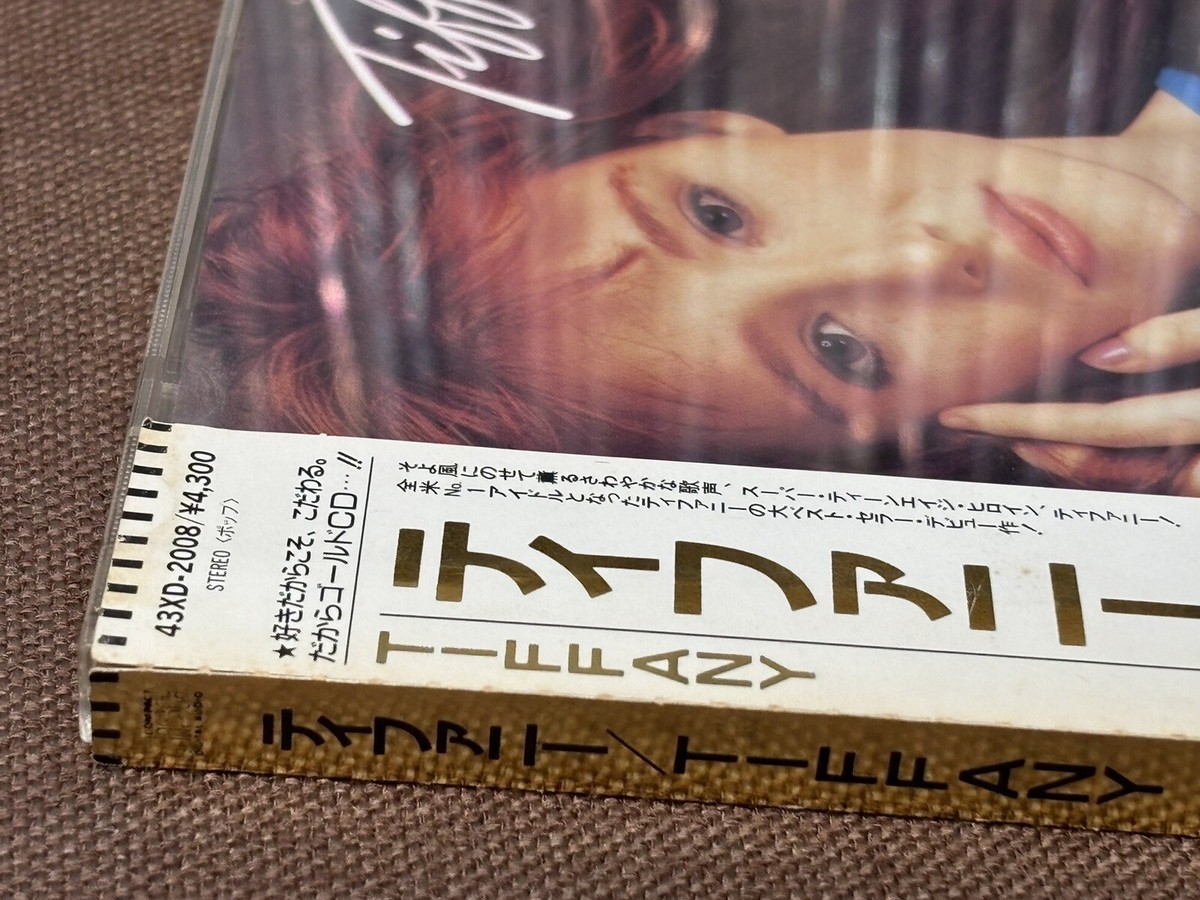 Tiff
43XD-2008/¥4,300
STEREO〈ポップ〉
★好きだからこそ、こだわる。
だからゴールドCD…!!
そよ風にのせて薫るさわやかな歌声、スーパー・ティーンエイジ・ヒロイン、ティファニー!
全米No.1アイドルとなったティファニーの大ベスト・セラー・デビュー作!
ティファニー
TIFFANY
COMPACT
DIGITAL AUDIO
ティファニー/TIFFANY